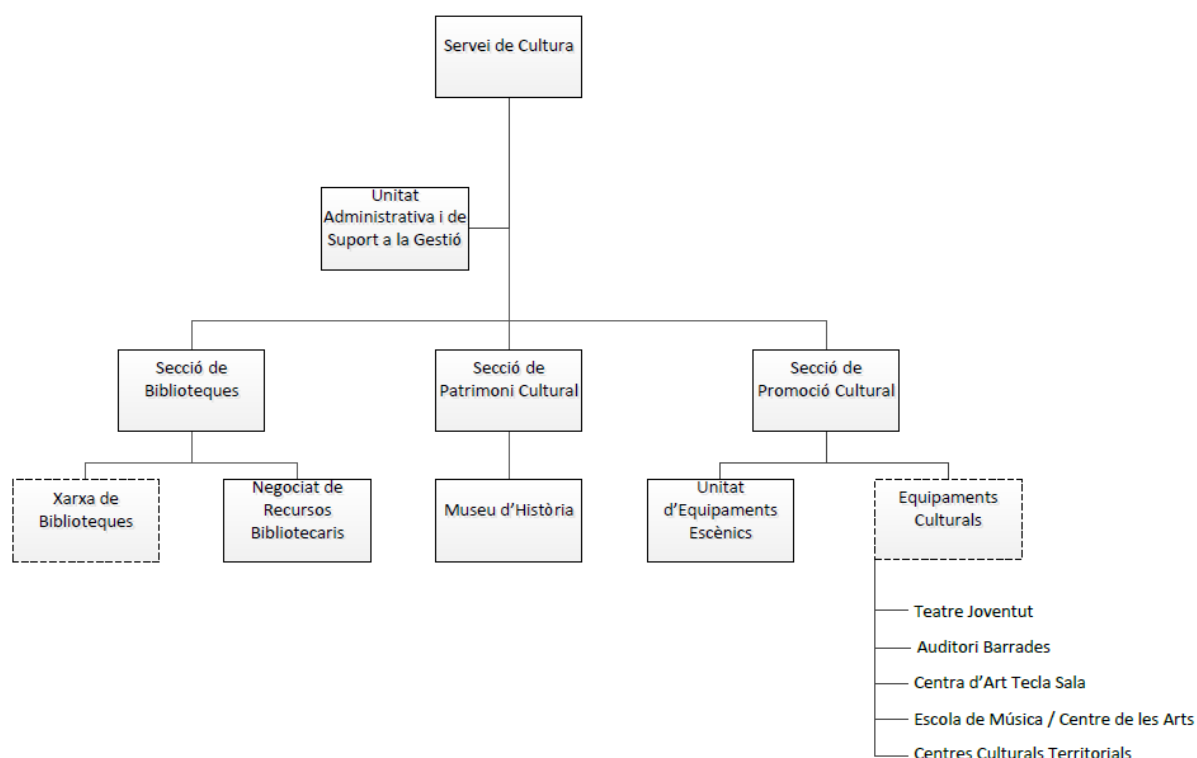 Servei de Cultura
Unitat
Administrativa i de
Suport a la Gestió
Secció de
Biblioteques
Secció de
Patrimoni Cultural
Secció de
Promoció Cultural
Xarxa de
Biblioteques
Negociat de
Recursos
Bibliotecaris
Museu d'Història
Unitat
d'Equipaments
Escènics
Equipaments
Culturals
Teatre Joventut
Auditori Barrades
Centra d'Art Tecla Sala
Escola de Música / Centre de les Arts
Centres Culturals Territorials